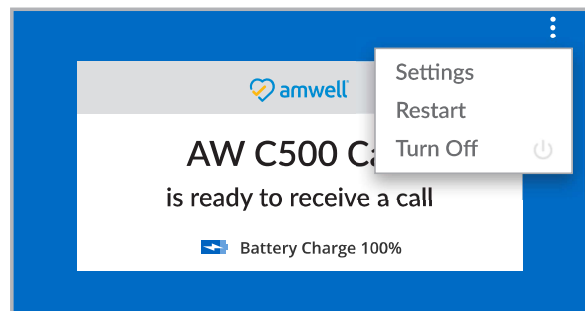 Settings
Restart
Turn Off
amwell
AW C500
is ready to receive a call
Battery Charge 100%